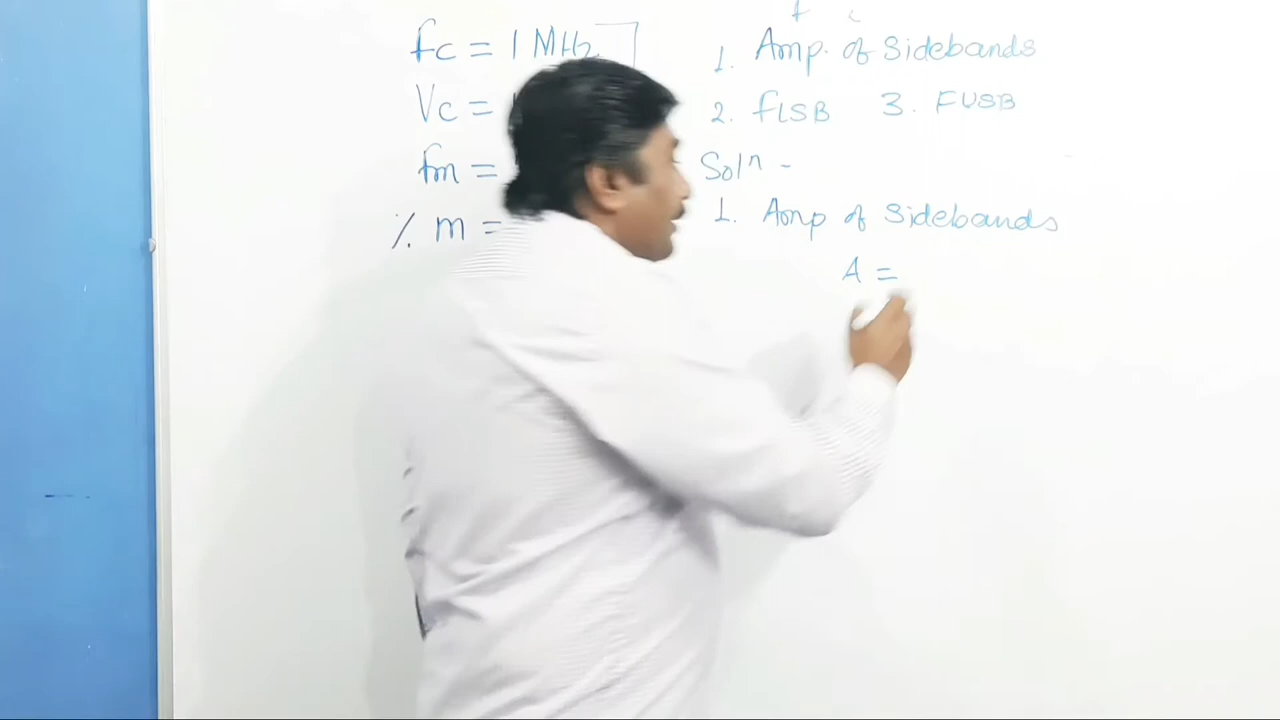 fc = 1 MHz
Vc =
fm =
% m =
1. Amp. of Sidebands
2. fLSB 3. FUSB
Solⁿ -
1. Amp of Sidebands
A =